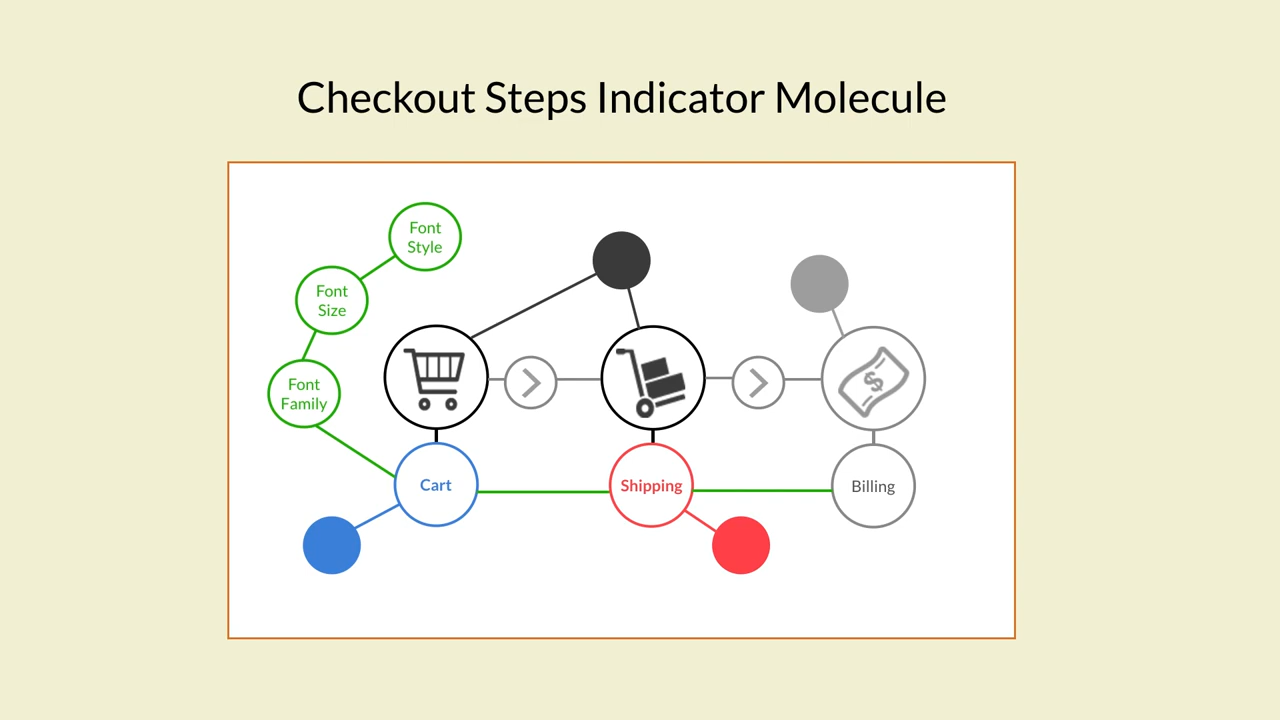 Checkout Steps Indicator Molecule
Font
Style
Font
Size
Font
Family
$
Cart
Shipping
Billing